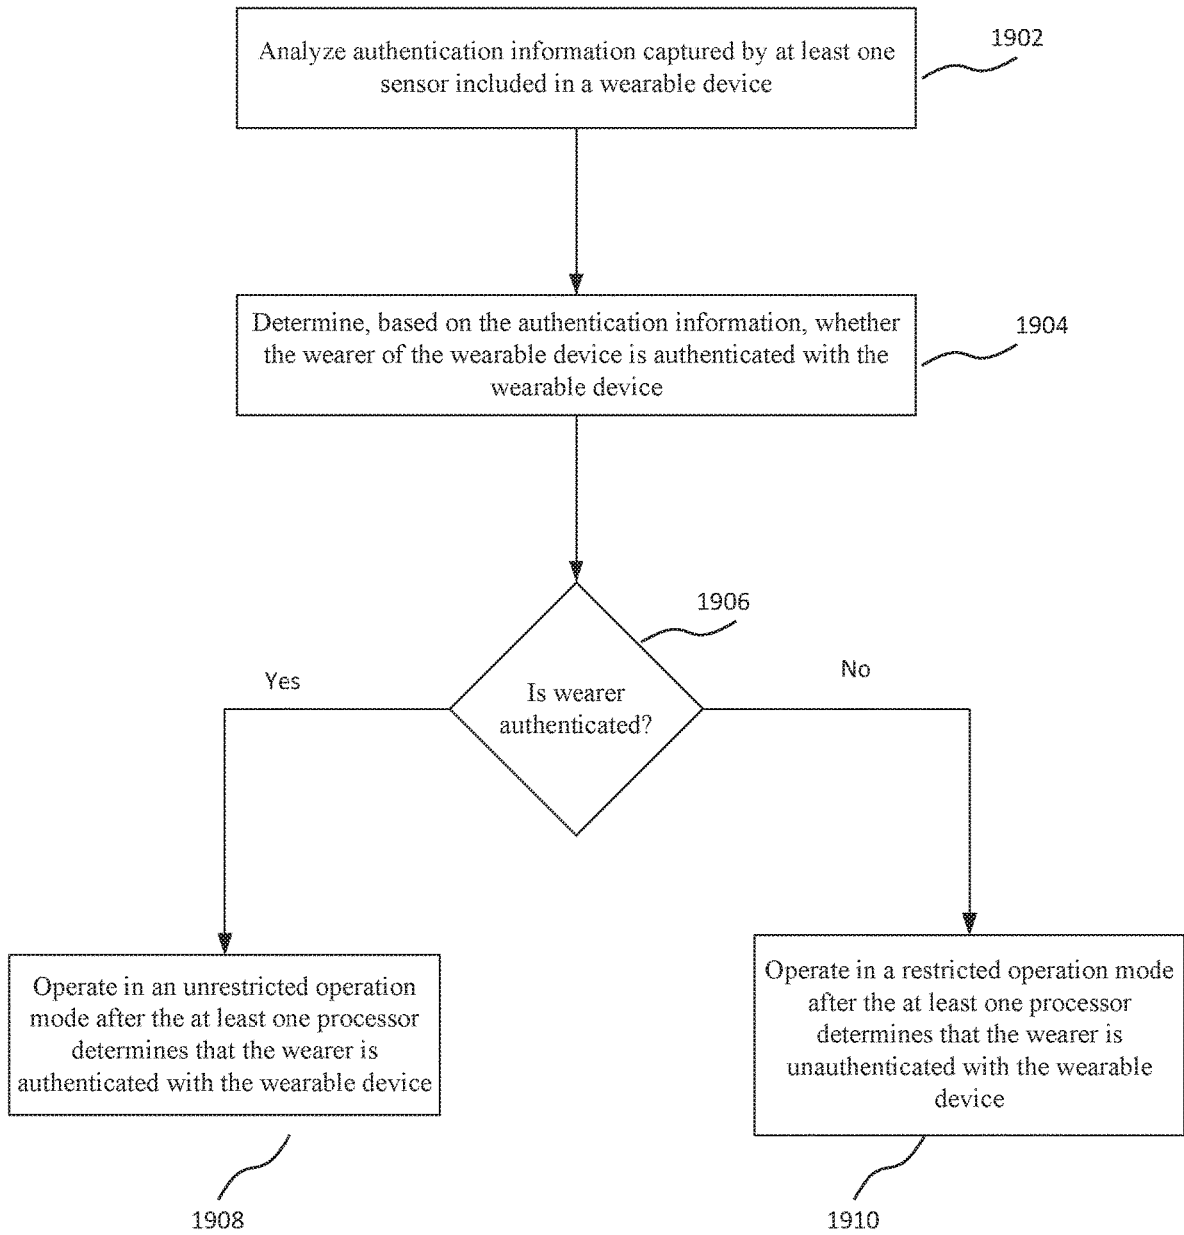 Analyze authentication information captured by at least one
sensor included in a wearable device
1902
Determine, based on the authentication information, whether
the wearer of the wearable device is authenticated with the
wearable device
1904
1906
Yes
No
Is wearer
authenticated?
Operate in an unrestricted operation
mode after the at least one processor
determines that the wearer is
authenticated with the wearable device
Operate in a restricted operation mode
after the at least one processor
determines that the wearer is
unauthenticated with the wearable
device
1908
1910